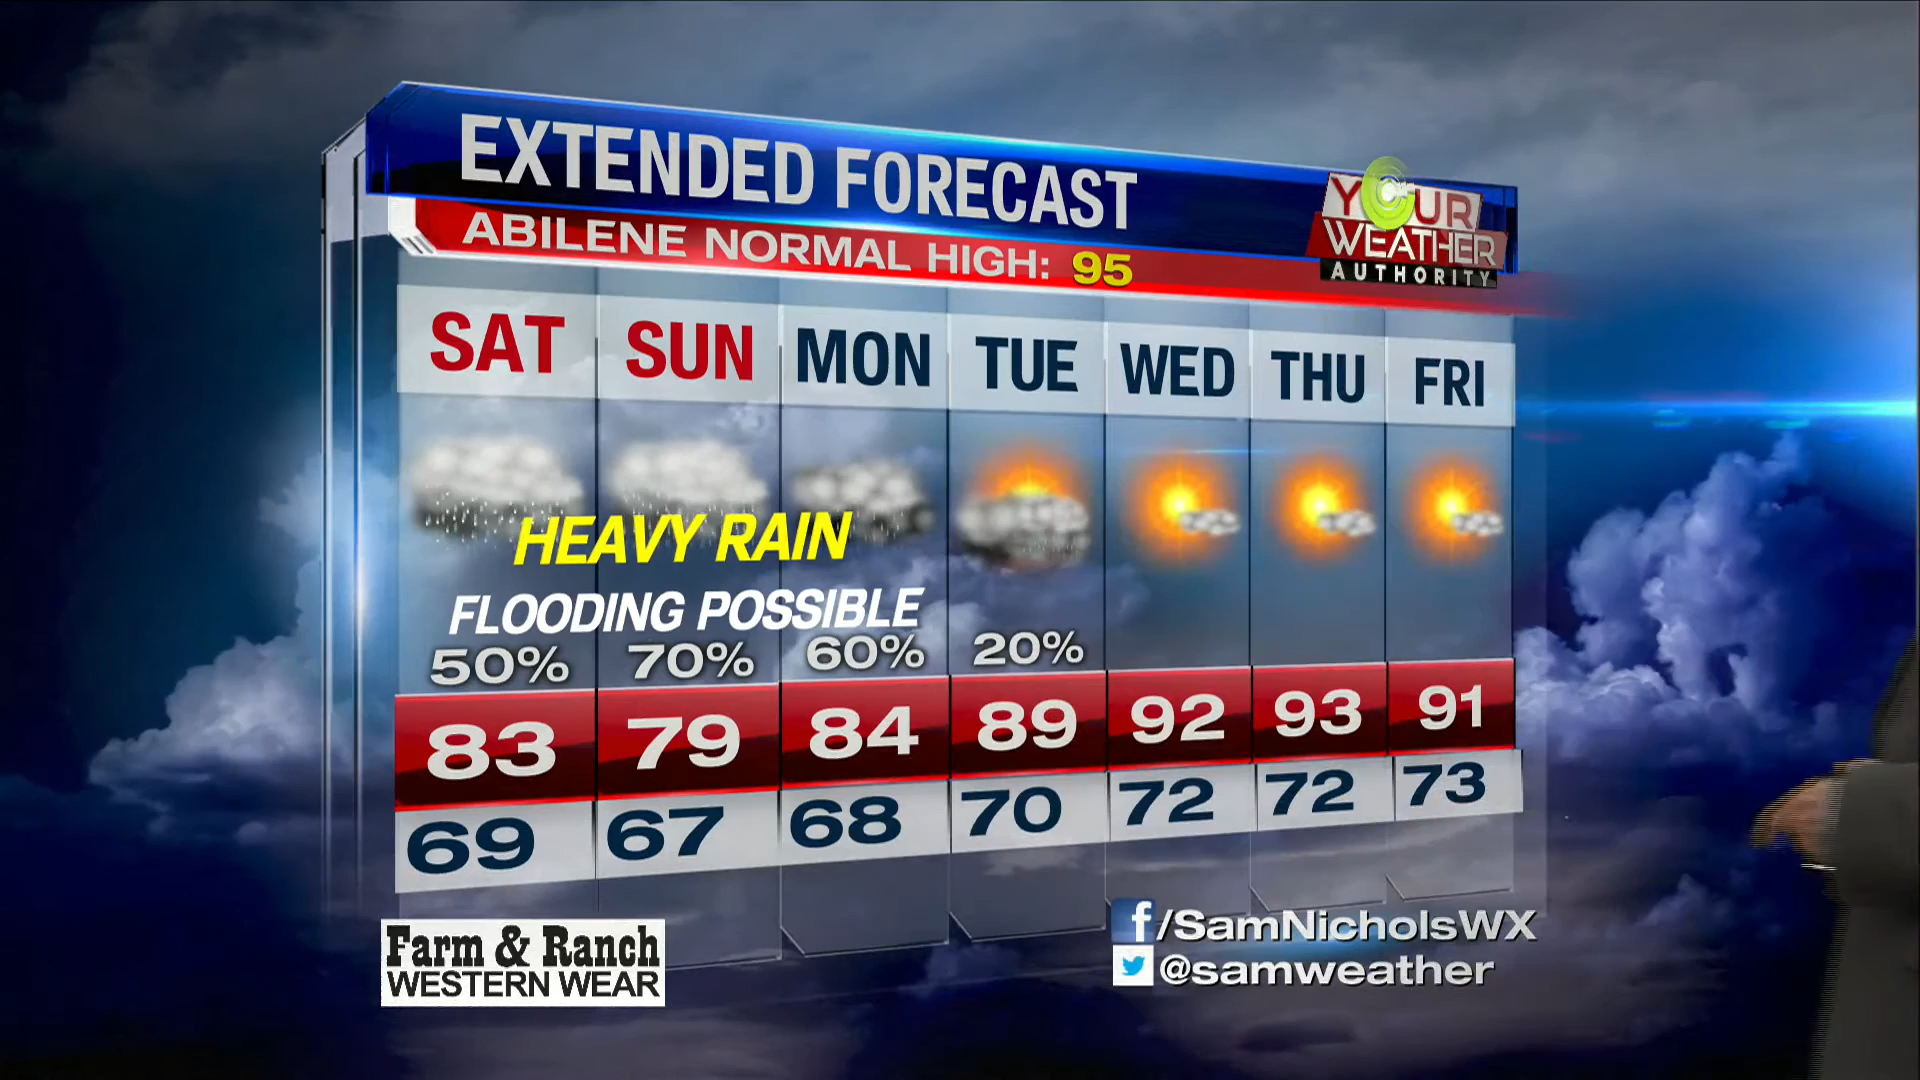 EXTENDED FORECAST
YOUR
WEATHER
AUTHORITY
ABILENE NORMAL HIGH: 95
SAT SUN MON TUE WED THU FRI
HEAVY RAIN
FLOODING POSSIBLE
50% 70% 60% 20%
83 79 84 89 92 93 91
69 67 68 70 72 72 73
Farm & Ranch
WESTERN WEAR
f/SamNicholsWX
@samweather